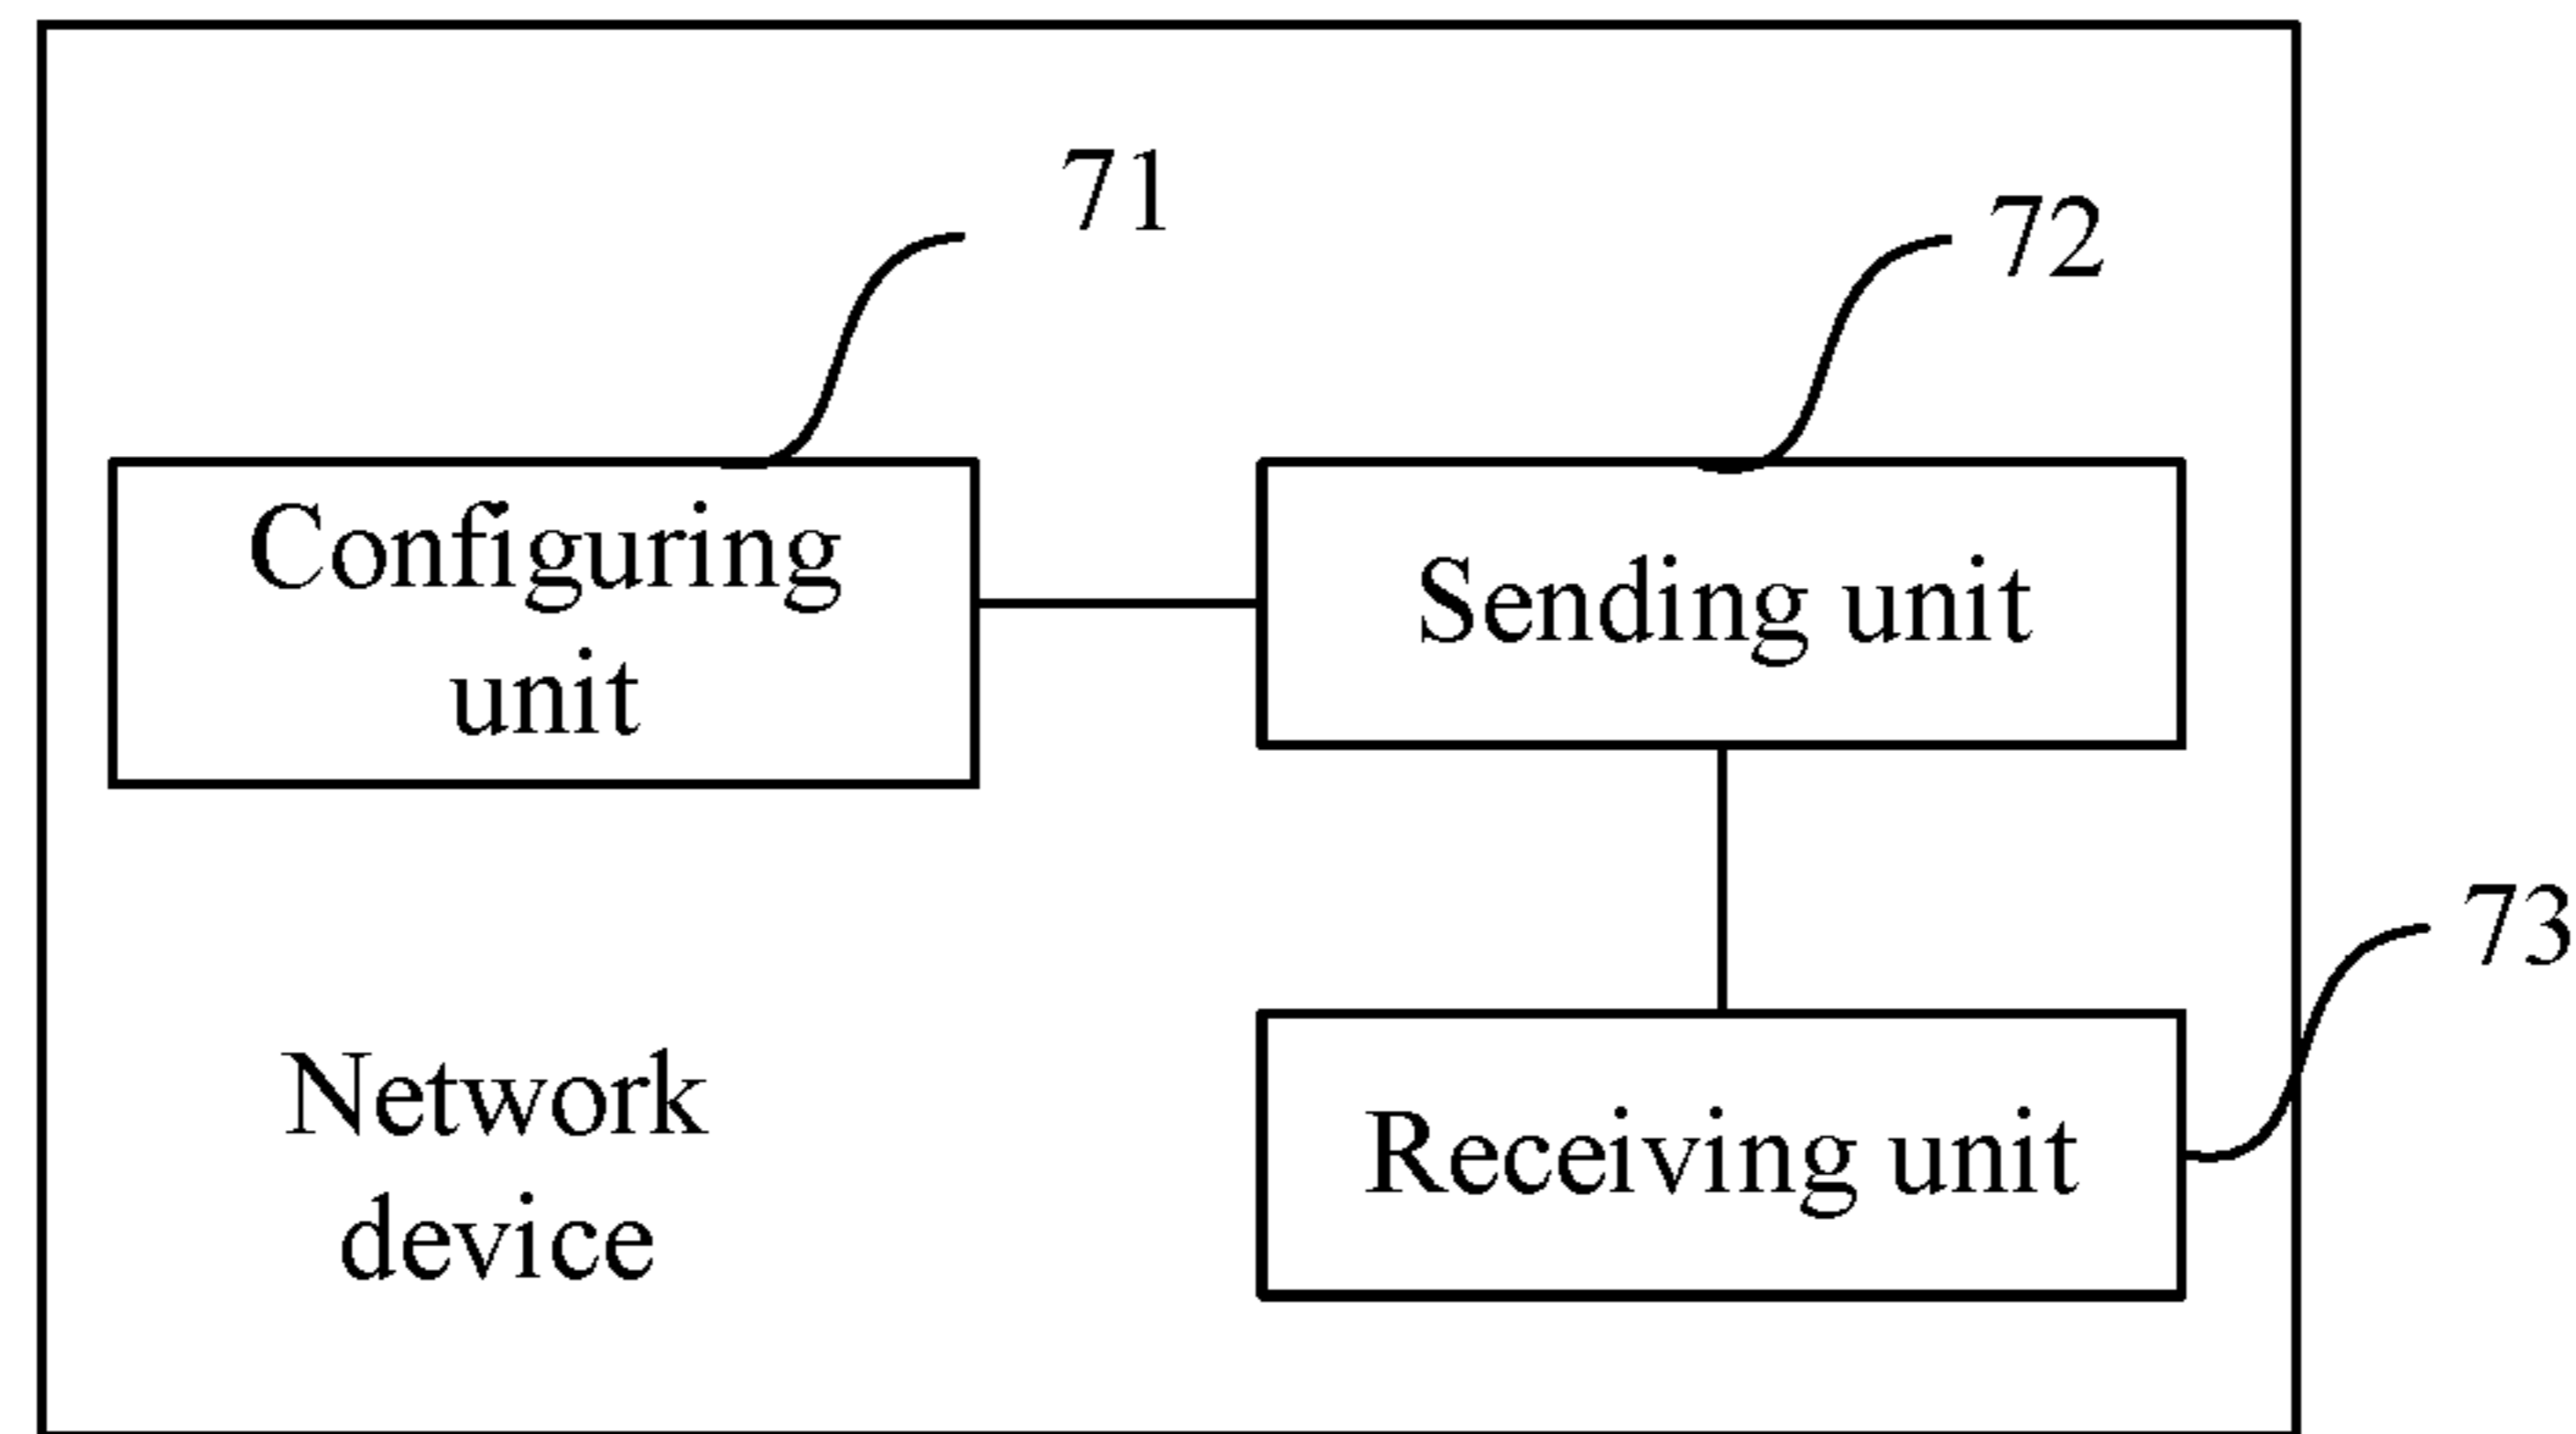 71
72
Configuring
unit
Sending unit
73
Network
device
Receiving unit